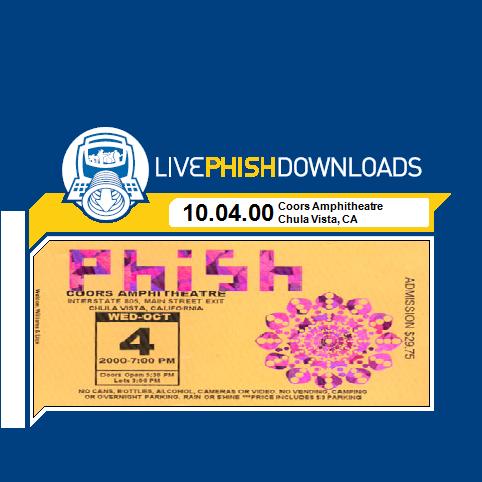 LIVEPHISHDOWNLOADS
10.04.00
Coors Amphitheatre
Chula Vista, CA
Phish
COORS AMPHITHEATRE
INTERSTATE 805, MAIN STREET EXIT
CHULA VISTA, CALIFORNIA
WED-OCT
4
2000-7:00 PM
Doors Open 5:30 PM
Lots 3:00 PM
NO CANS, BOTTLES, ALCOHOL, CAMERAS OR VIDEO. NO VENDING, CAMPING
OR OVERNIGHT PARKING. RAIN OR SHINE ***PRICE INCLUDES $3 PARKING
ADMISSION $29.75